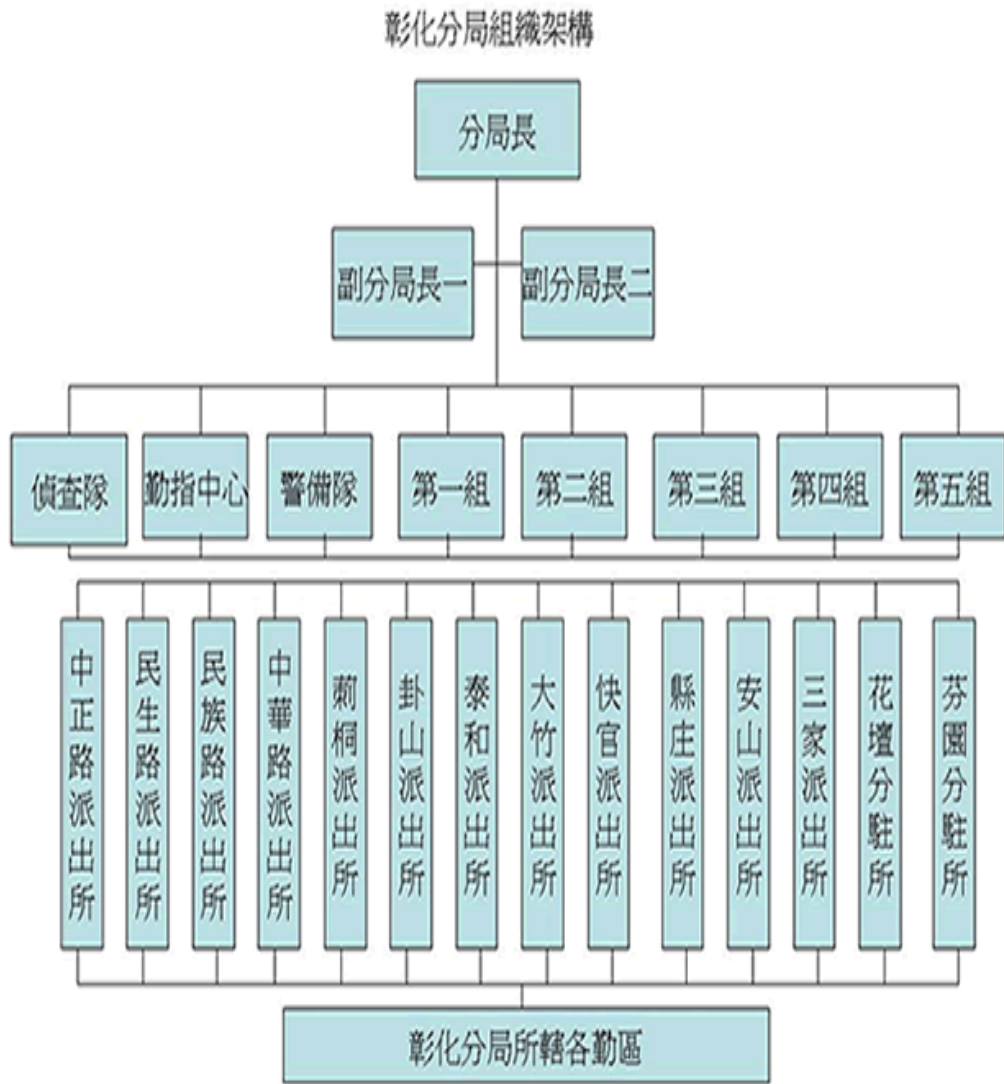 彰化分局組織架構
分局長
副分局長一
副分局長二
偵查隊
勤指中心
警備隊
第一組
第二組
第三組
第四組
第五組
中正路派出所
民生路派出所
民族路派出所
中華路派出所
莿桐派出所
卦山派出所
泰和派出所
大竹派出所
快官派出所
縣庄派出所
安山派出所
三家派出所
花壇分駐所
芬園分駐所
彰化分局所轄各勤區